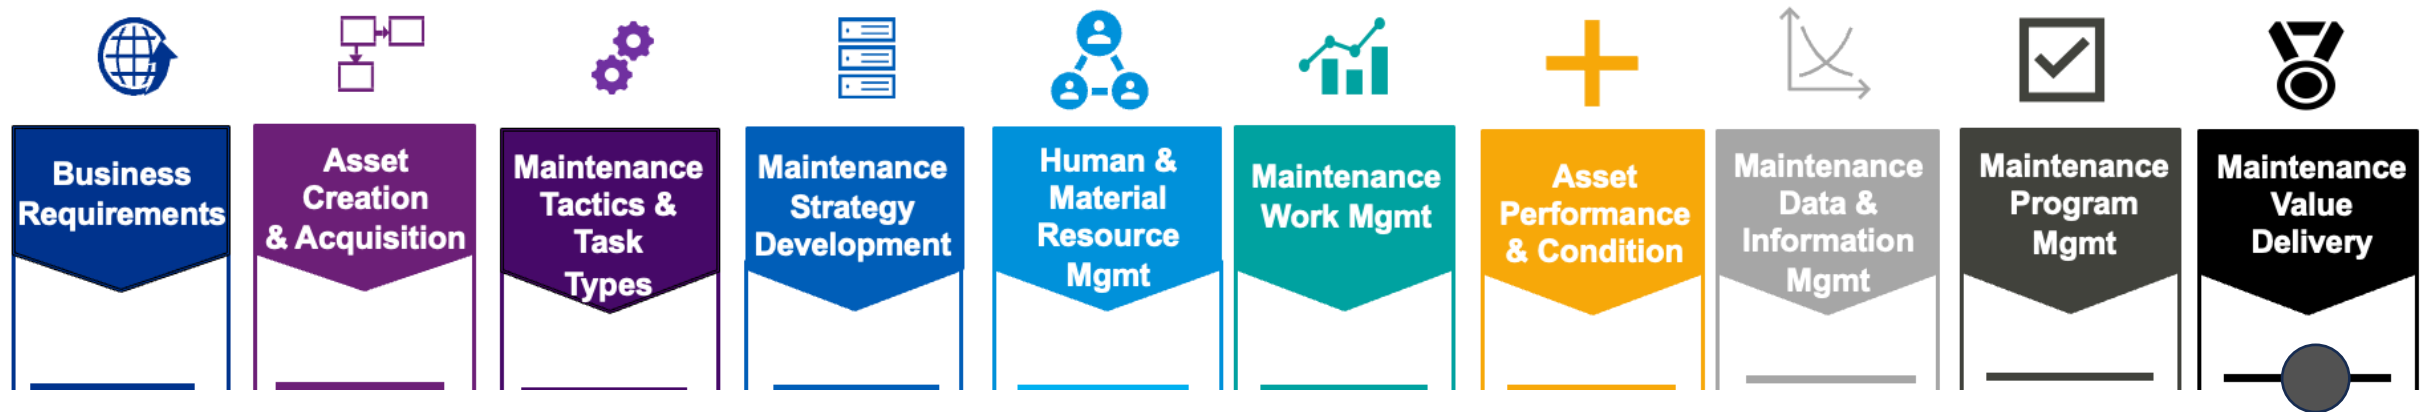 Business
Requirements
Asset
Creation
& Acquisition
Maintenance
Tactics &
Task
Types
Maintenance
Strategy
Development
Human &
Material
Resource
Mgmt
Maintenance
Work Mgmt
Asset
Performance
& Condition
Maintenance
Data &
Information
Mgmt
Maintenance
Program
Mgmt
Maintenance
Value
Delivery